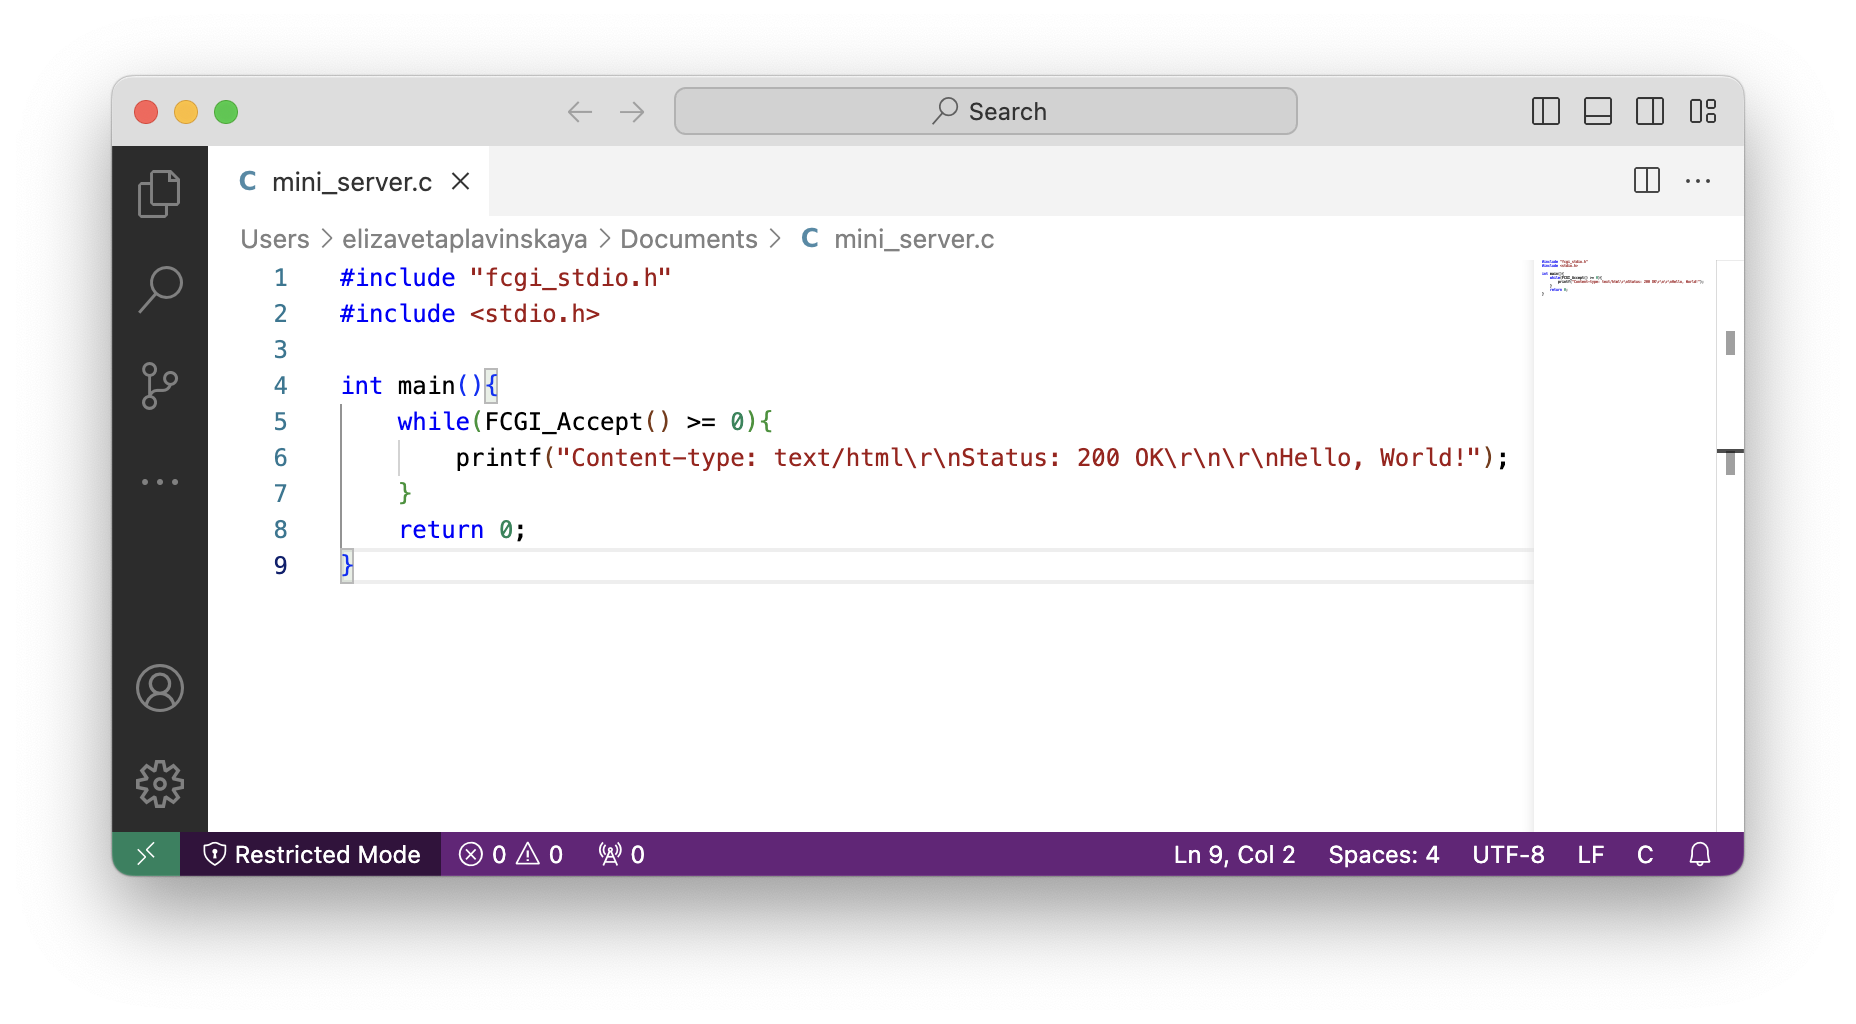 Search
C mini_server.c
Users > elizavetaplavinskaya > Documents > C mini_server.c
1 #include "fcgi_stdio.h"
2 #include <stdio.h>
3
4 int main(){
5     while(FCGI_Accept() >= 0){
6         printf("Content-type: text/html\r\nStatus: 200 OK\r\n\r\nHello, World!");
7     }
8     return 0;
9 }
Restricted Mode 0 0 0 Ln 9, Col 2 Spaces: 4 UTF-8 LF C